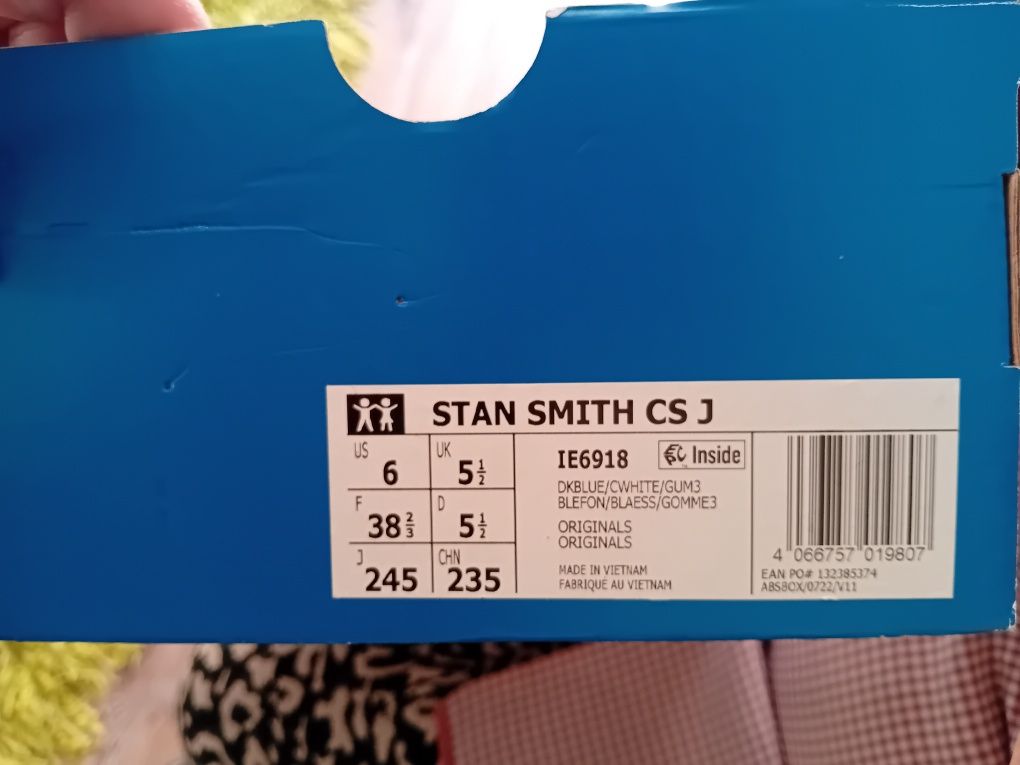 STAN SMITH CS J
US 6
UK 5½
F 38⅔
D 5½
J 245
CHN 235
IE6918
Inside
DKBLUE/CWHITE/GUM3
BLEFON/BLAESS/GOMME3
ORIGINALS
ORIGINALS
MADE IN VIETNAM
FABRIQUÉ AU VIETNAM
4 066757 019807
EAN PO# 132385374
ABSBOX/0722/V11